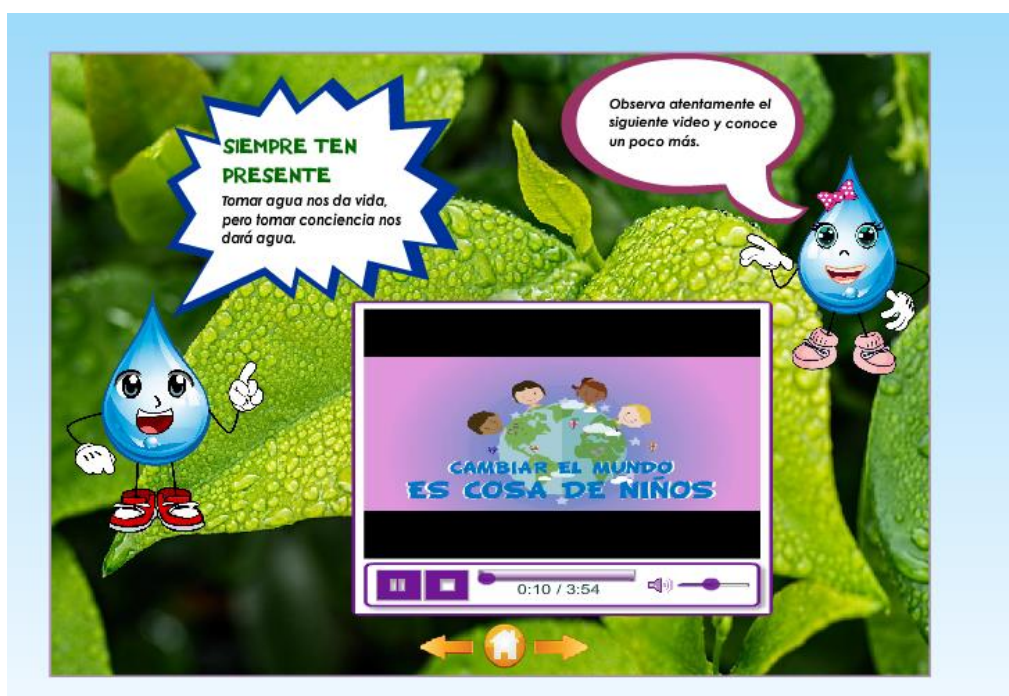 SIEMPRE TEN
PRESENTE
Tomar agua nos da vida,
pero tomar conciencia nos
dará agua.
Observa atentamente el
siguiente video y conoce
un poco más.
CAMBIAR EL MUNDO
ES COSA DE NIÑOS
0:10 / 3:54